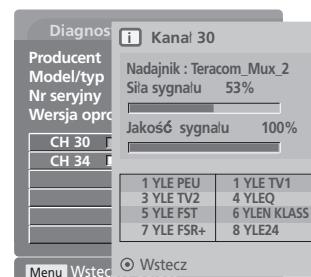 Diagnos
i Kanał 30
Producent
Model/typ
Nr seryjny
Wersja opro
Nadajnik : Teracom_Mux_2
Siła sygnału 53%
Jakość sygnału 100%
CH 30
CH 34
1 YLE PEU 1 YLE TV1
3 YLE TV2 4 YLEQ
5 YLE FST 6 YLEN KLASS
7 YLE FSR+ 8 YLE24
Wstecz
Menu Wstec